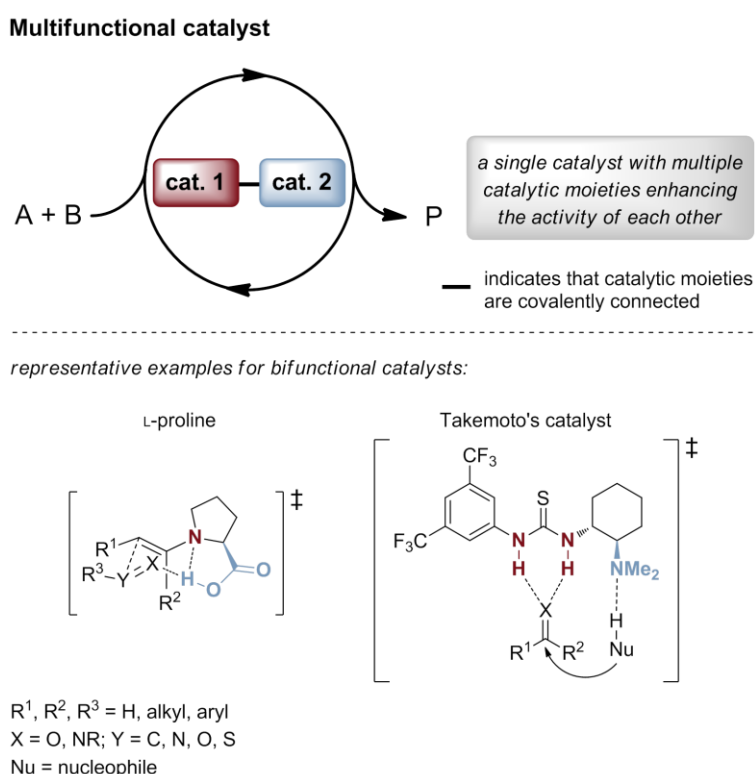 Multifunctional catalyst
A + B
cat. 1
cat. 2
P
a single catalyst with multiple
catalytic moieties enhancing
the activity of each other
indicates that catalytic moieties
are covalently connected
representative examples for bifunctional catalysts:
L-proline
Takemoto's catalyst
‡
R¹
N
R³
Y
X
H
O
O
R²
‡
CF₃
F₃C
S
N
N
H
H
NMe₂
X
H
R¹
R²
Nu
R¹, R², R³ = H, alkyl, aryl
X = O, NR; Y = C, N, O, S
Nu = nucleophile